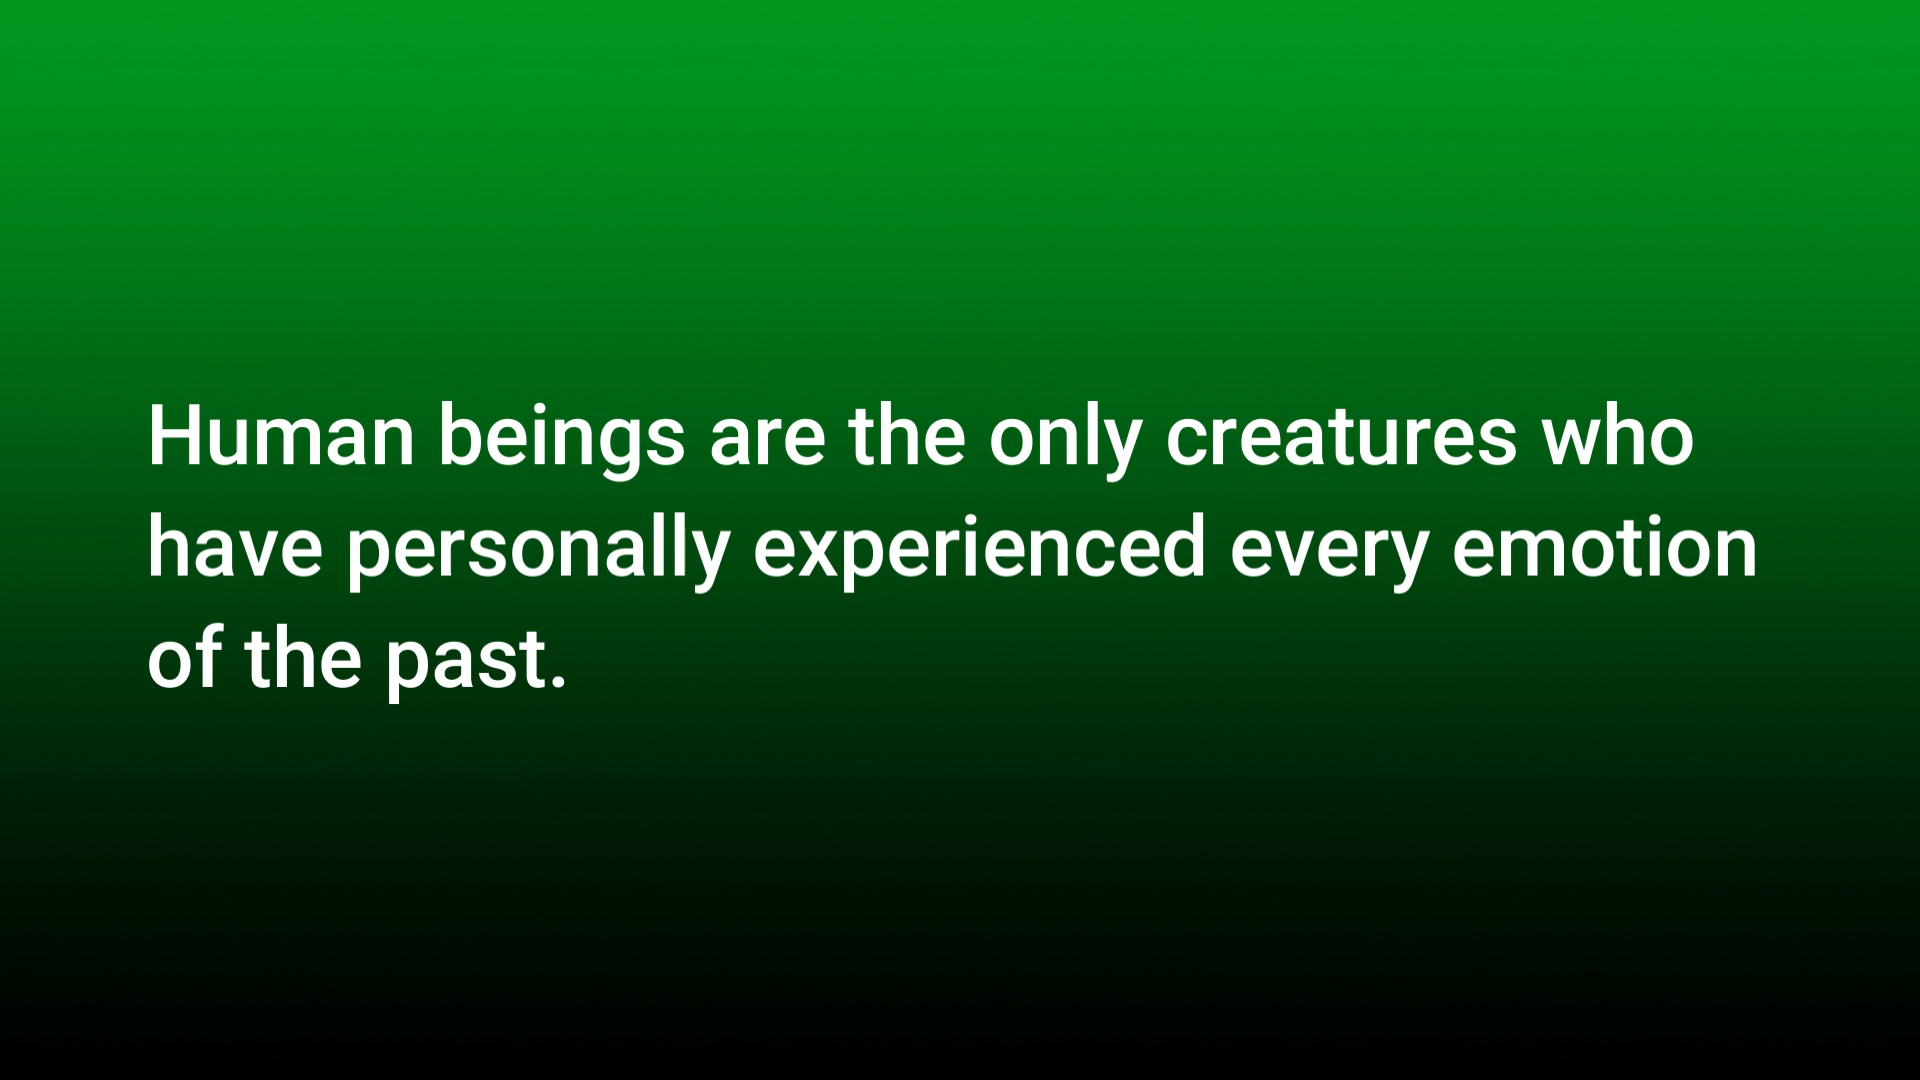 Human beings are the only creatures who
have personally experienced every emotion
of the past.